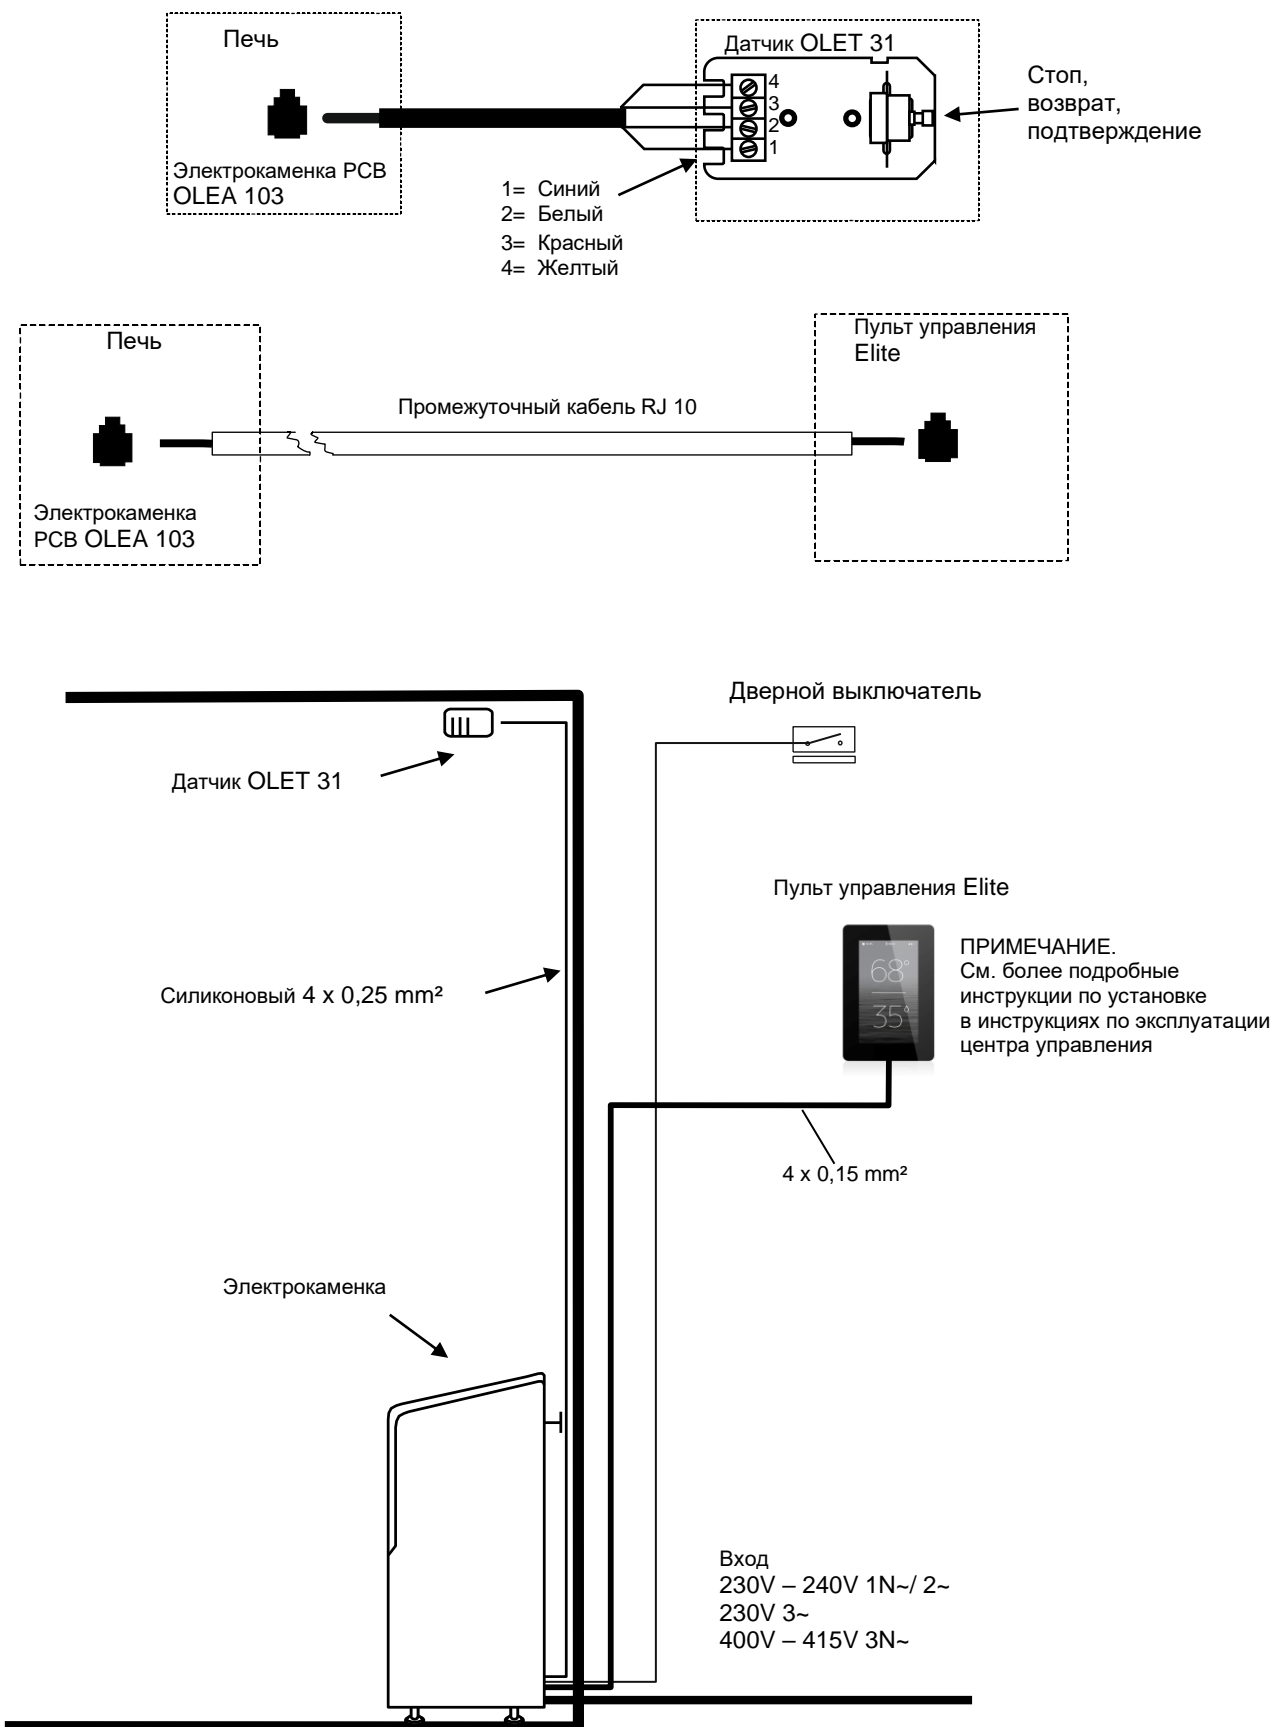 Печь
Датчик OLET 31
4
3
2
1
Стоп,
возврат,
подтверждение
Электрокаменка PCB
OLEA 103
1= Синий
2= Белый
3= Красный
4= Желтый
Печь
Пульт управления
Elite
Промежуточный кабель RJ 10
Электрокаменка
PCB OLEA 103
Дверной выключатель
Датчик OLET 31
Пульт управления Elite
68°
35°
ПРИМЕЧАНИЕ.
См. более подробные
инструкции по установке
в инструкциях по эксплуатации
центра управления
Силиконовый 4 x 0,25 mm²
4 x 0,15 mm²
Электрокаменка
Вход
230V – 240V 1N~/ 2~
230V 3~
400V – 415V 3N~